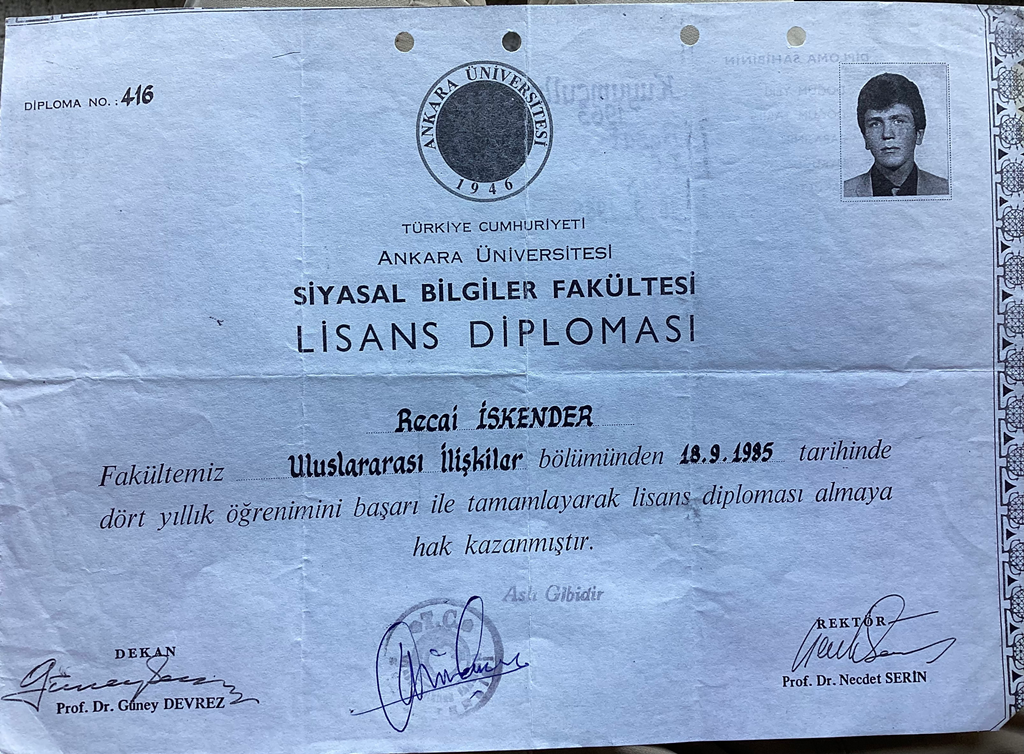 DİPLOMA NO. : 416
ANKARA ÜNİVERSİTESİ
1946
TÜRKİYE CUMHURİYETİ
ANKARA ÜNİVERSİTESİ
SİYASAL BİLGİLER FAKÜLTESİ
LİSANS DİPLOMASI
Recai İSKENDER
Fakültemiz Uluslararası İlişkiler bölümünden 18.9.1985 tarihinde
dört yıllık öğrenimini başarı ile tamamlayarak lisans diploması almaya
hak kazanmıştır.
Aslı Gibidir
T.C.
DEKAN
Prof. Dr. Güney DEVREZ
REKTÖR
Prof. Dr. Necdet SERİN